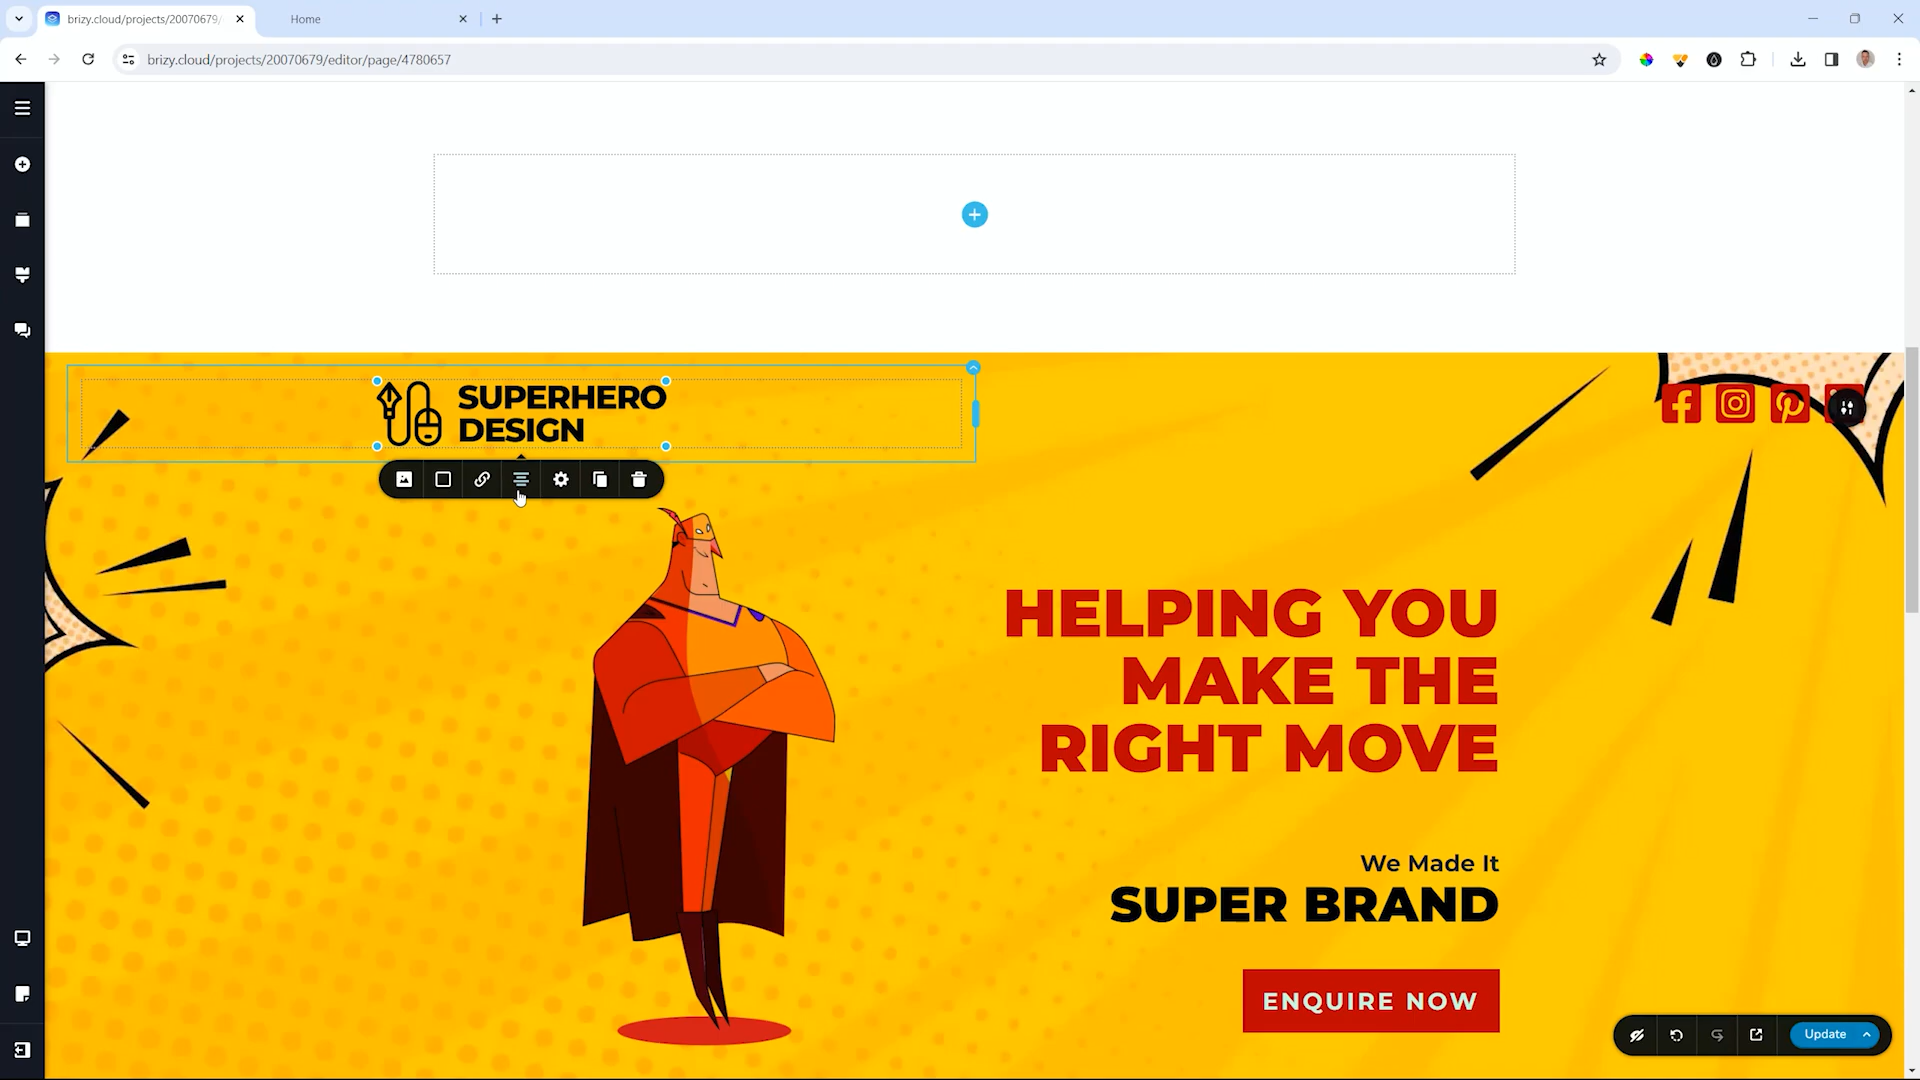 brizy.cloud/projects/20070679/
Home
brizy.cloud/projects/20070679/editor/page/4780657
SUPERHERO
DESIGN
HELPING YOU
MAKE THE
RIGHT MOVE
We Made It
SUPER BRAND
ENQUIRE NOW
Update